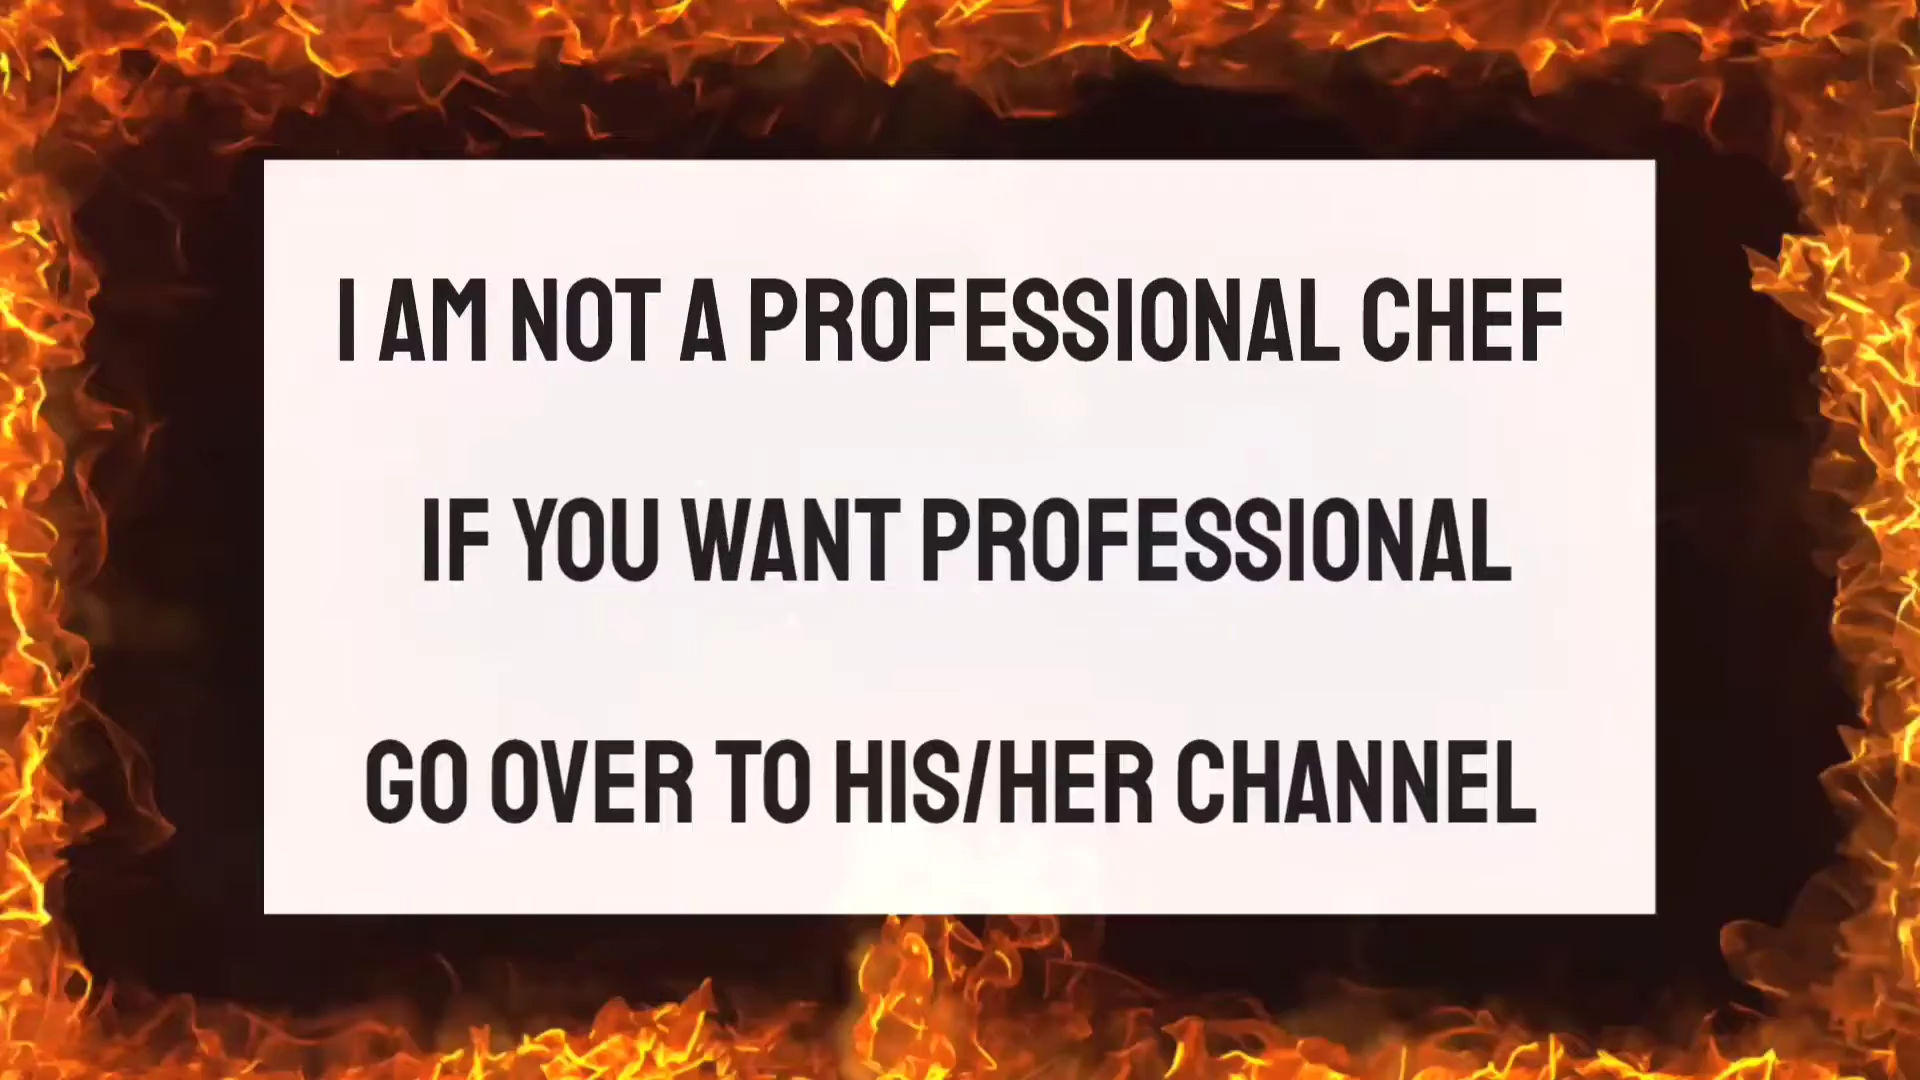 I AM NOT A PROFESSIONAL CHEF
IF YOU WANT PROFESSIONAL
GO OVER TO HIS/HER CHANNEL